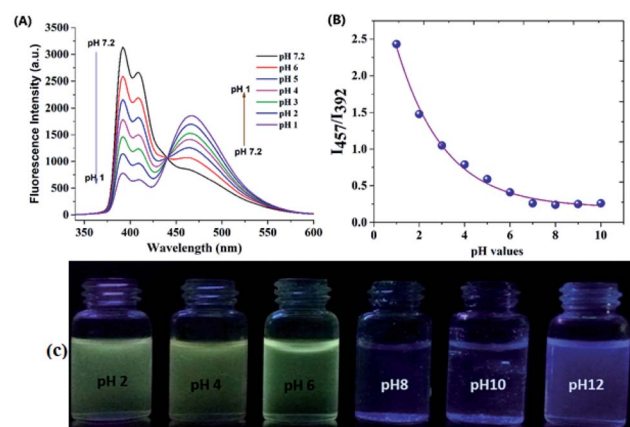 (A)
pH 7.2
pH 1
Fluorescence Intensity (a.u.)
3500
3000
2500
2000
1500
1000
500
0
350
400
450
500
550
600
Wavelength (nm)
pH 7.2
pH 6
pH 5
pH 4
pH 3
pH 2
pH 1
pH 1
pH 7.2
(B)
I457/I392
2.5
2.0
1.5
1.0
0.5
0.0
0
2
4
6
8
10
pH values
(c)
pH 2
pH 4
pH 6
pH8
pH10
pH12